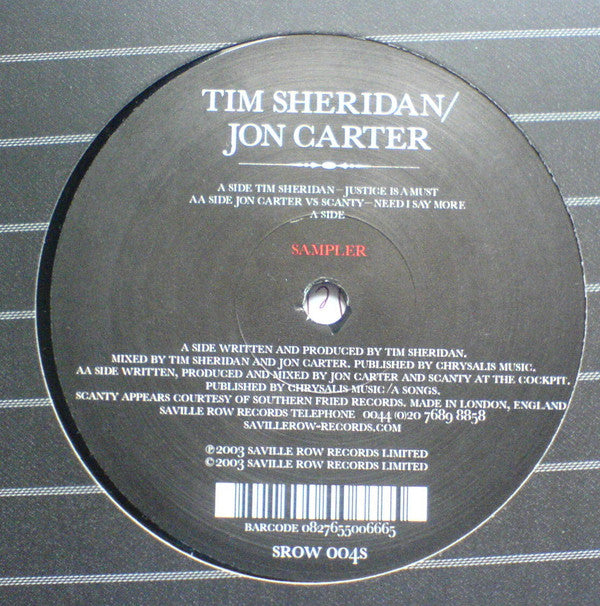 TIM SHERIDAN/
JON CARTER
A SIDE TIM SHERIDAN—JUSTICE IS A MUST
AA SIDE JON CARTER VS SCANTY—NEED I SAY MORE
A SIDE
SAMPLER
A SIDE WRITTEN AND PRODUCED BY TIM SHERIDAN.
MIXED BY TIM SHERIDAN AND JON CARTER. PUBLISHED BY CHRYSALIS MUSIC.
AA SIDE WRITTEN, PRODUCED AND MIXED BY JON CARTER AND SCANTY AT THE COCKPIT.
PUBLISHED BY CHRYSALIS MUSIC /A SONGS.
SCANTY APPEARS COURTESY OF SOUTHERN FRIED RECORDS. MADE IN LONDON, ENGLAND
SAVILLE ROW RECORDS TELEPHONE 0044 (0)20 7689 8858
SAVILLEROW-RECORDS.COM
℗ 2003 SAVILLE ROW RECORDS LIMITED
© 2003 SAVILLE ROW RECORDS LIMITED
BARCODE 0827655006665
SROW 004S